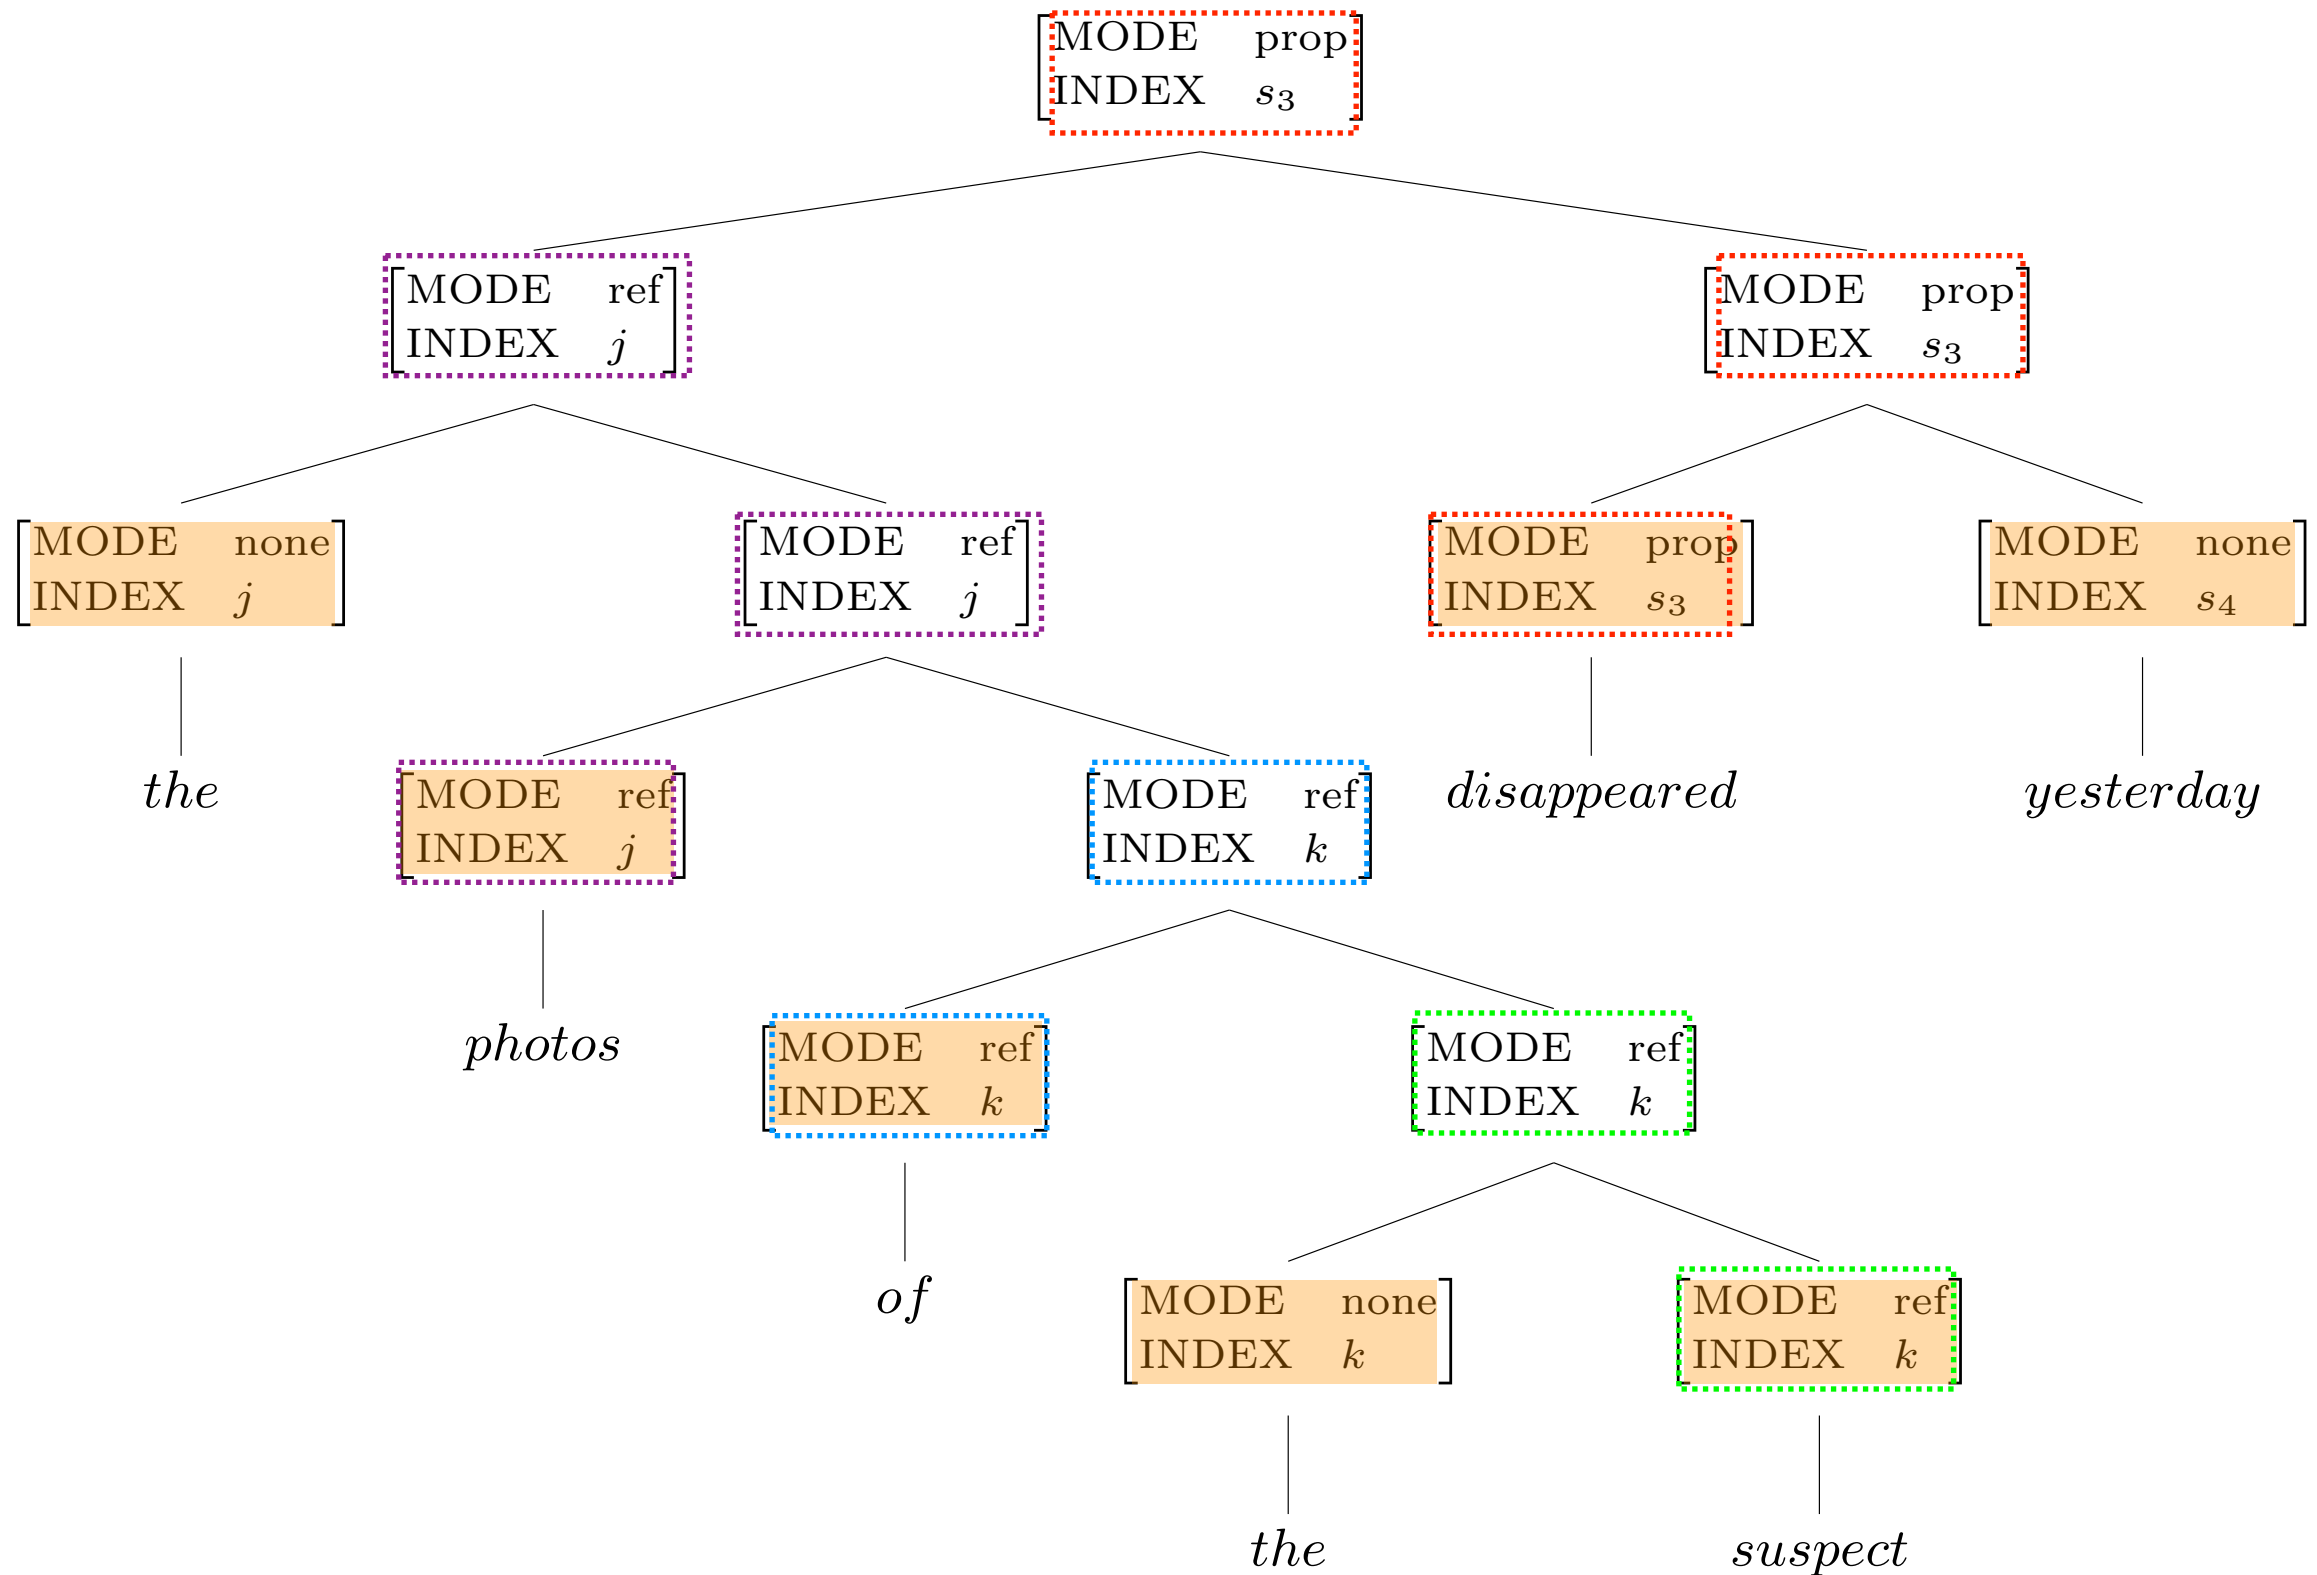 MODE prop
INDEX s₃
MODE ref
INDEX j
MODE prop
INDEX s₃
MODE none
INDEX j
MODE ref
INDEX j
MODE prop
INDEX s₃
MODE none
INDEX s₄
the
MODE ref
INDEX j
MODE ref
INDEX k
disappeared
yesterday
photos
MODE ref
INDEX k
MODE ref
INDEX k
of
MODE none
INDEX k
MODE ref
INDEX k
the
suspect